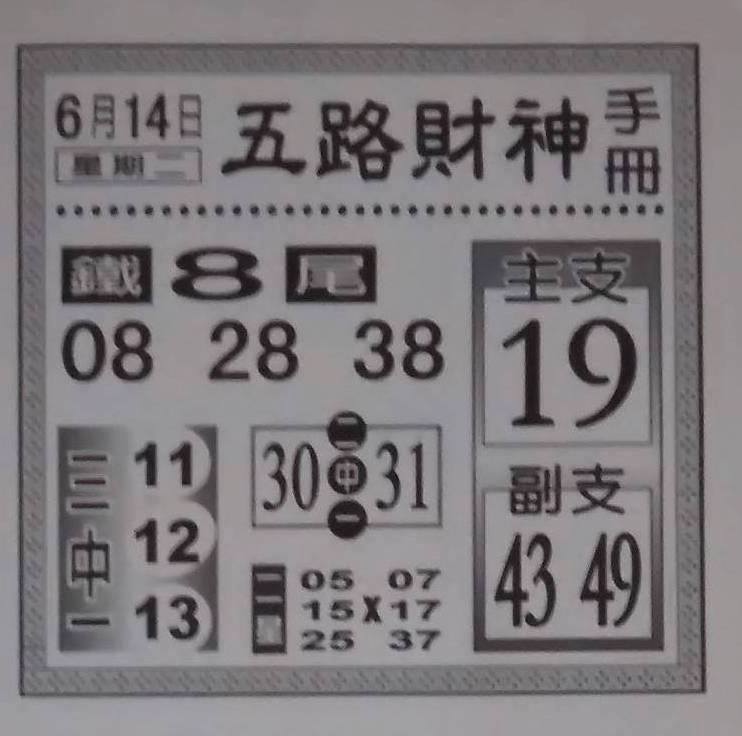 6月14日
星期二
五路財神
手冊
鐵8尾
08 28 38
主支
19
三中一
11
12
13
30 二中一 31
副支
43 49
二星
05 07
15 X 17
25 37